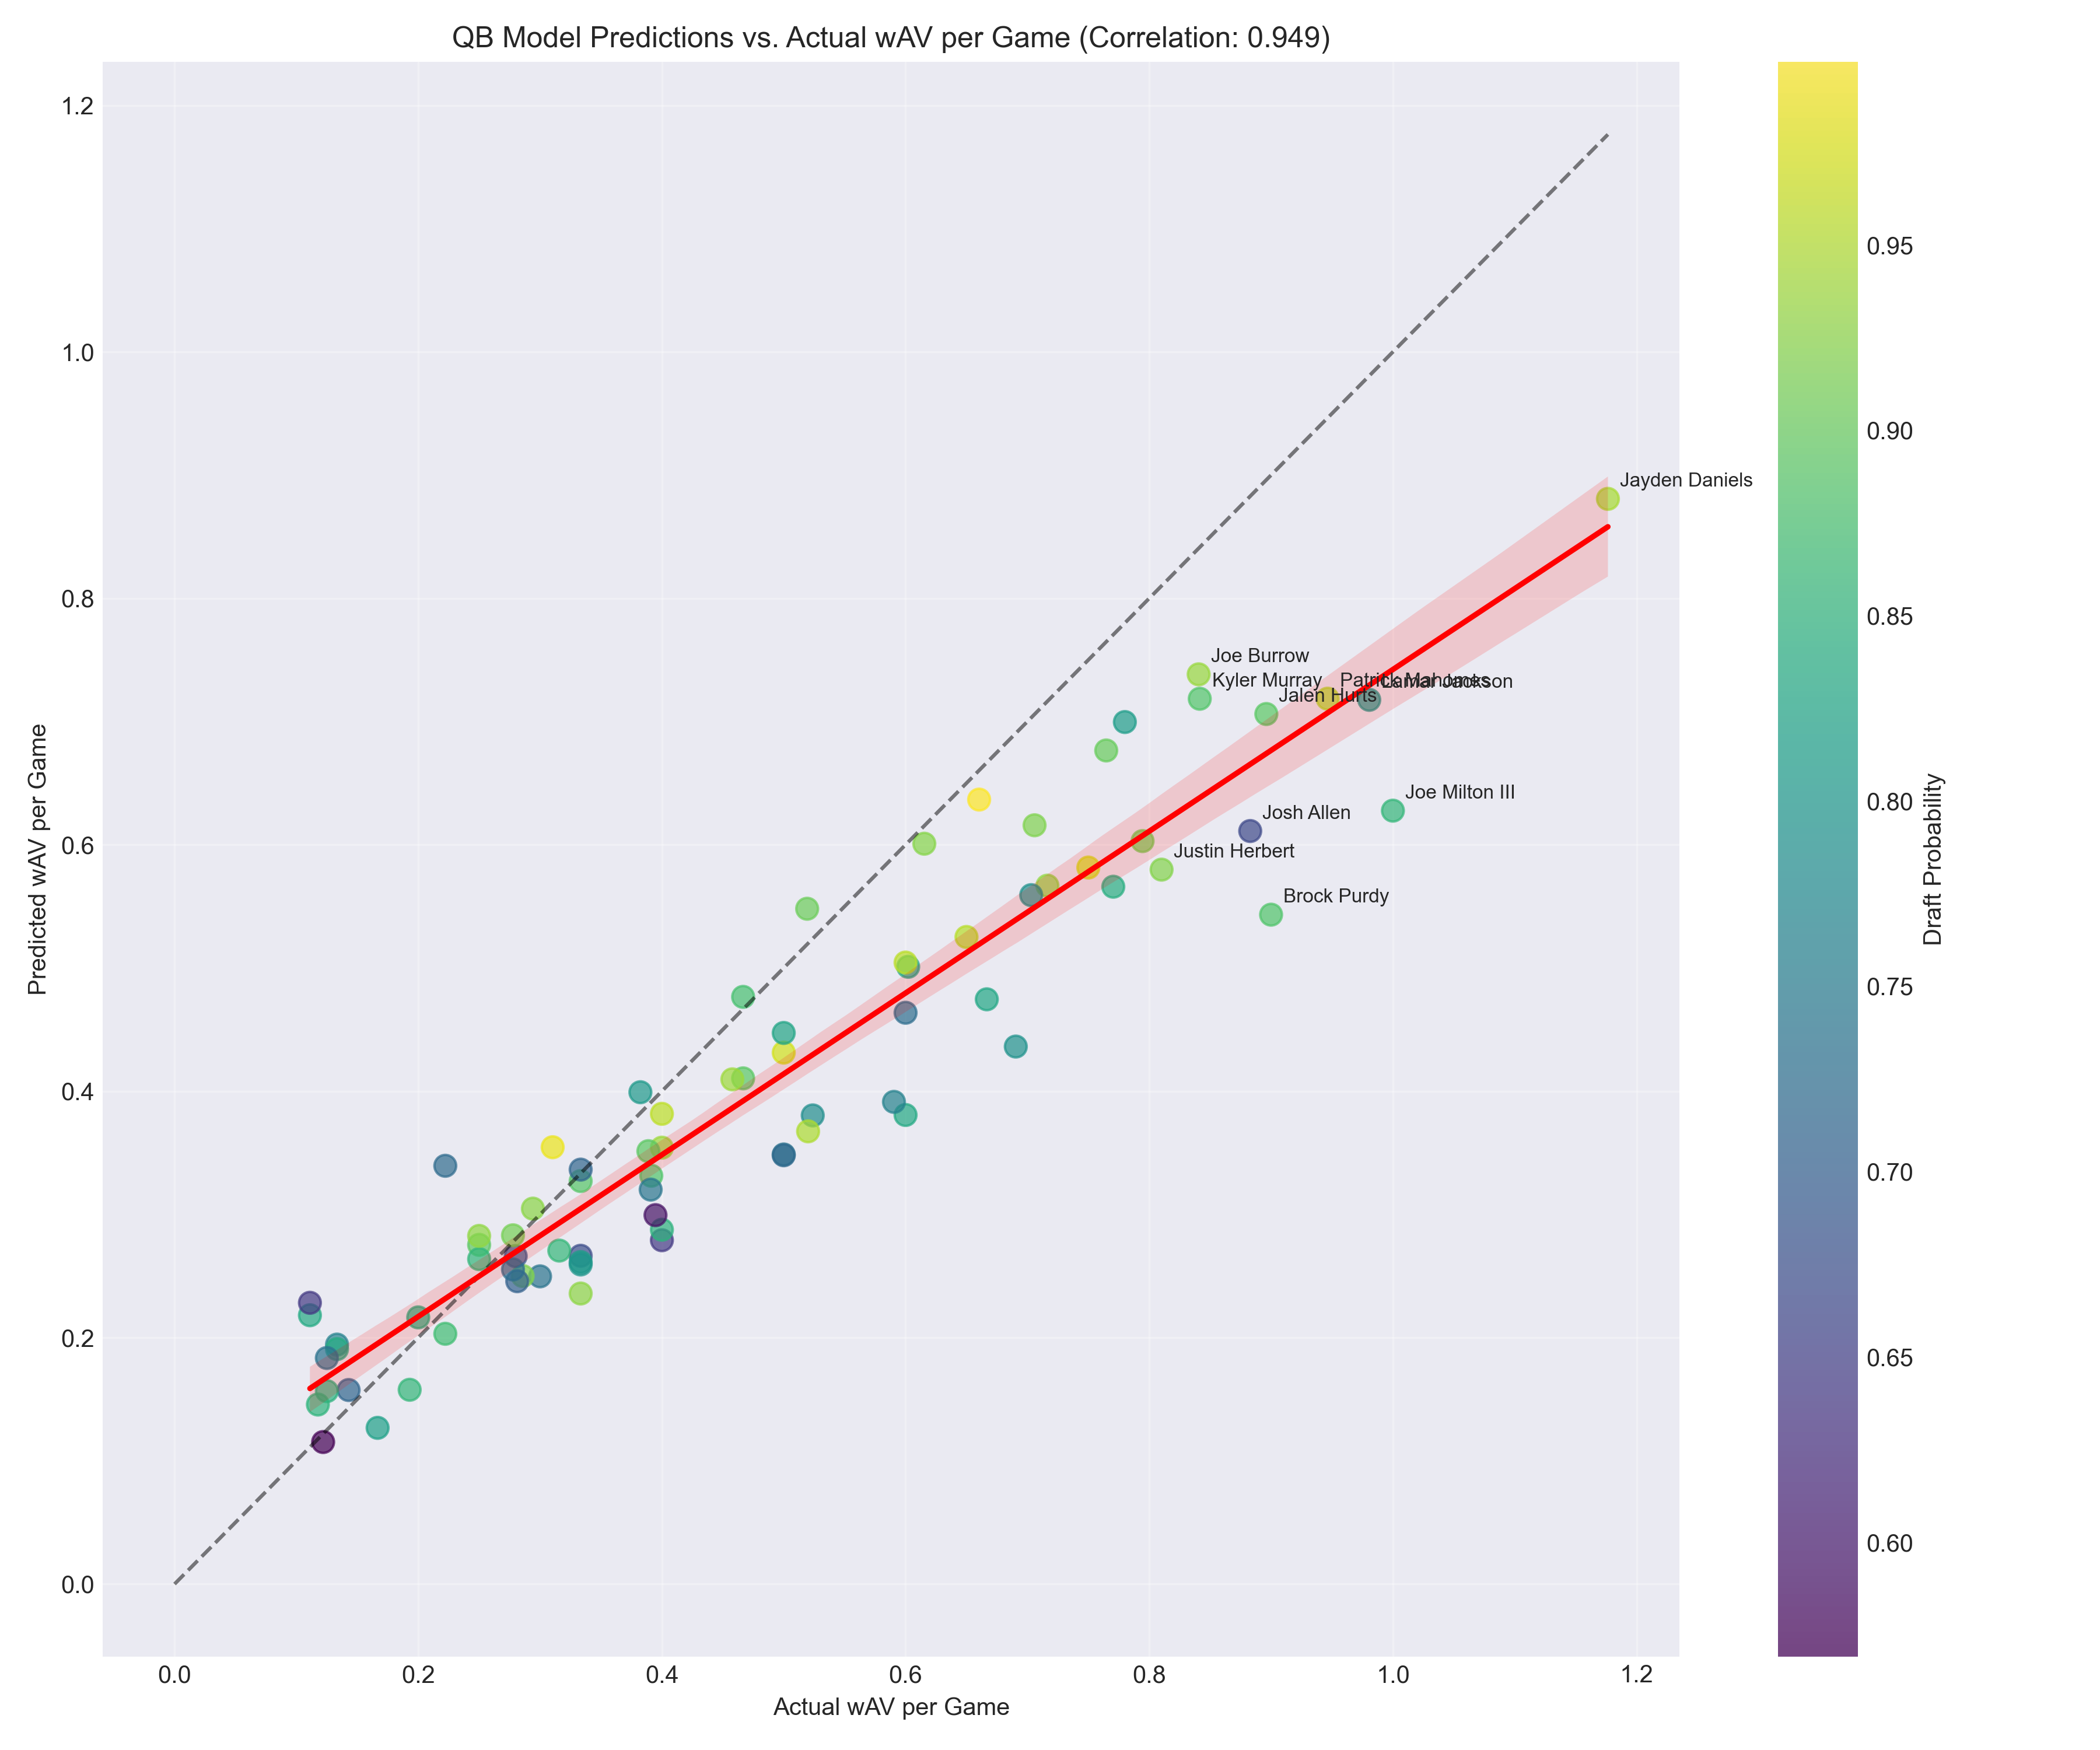 QB Model Predictions vs. Actual wAV per Game (Correlation: 0.949)
1.2
1.0
0.8
0.6
0.4
0.2
0.0
Predicted wAV per Game
Jayden Daniels
Joe Burrow
Kyler Murray
Patrick Mahomes
Lamar Jackson
Jalen Hurts
Joe Milton III
Josh Allen
Justin Herbert
Brock Purdy
0.0 0.2 0.4 0.6 0.8 1.0 1.2
Actual wAV per Game
0.95
0.90
0.85
0.80
0.75
0.70
0.65
0.60
Draft Probability